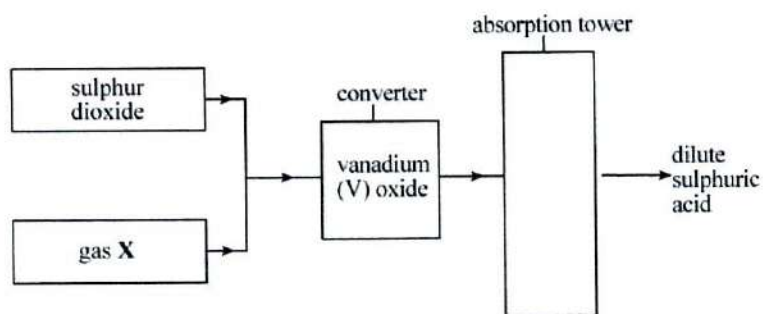 absorption tower
sulphur
dioxide
converter
vanadium
(V) oxide
dilute
sulphuric
acid
gas X